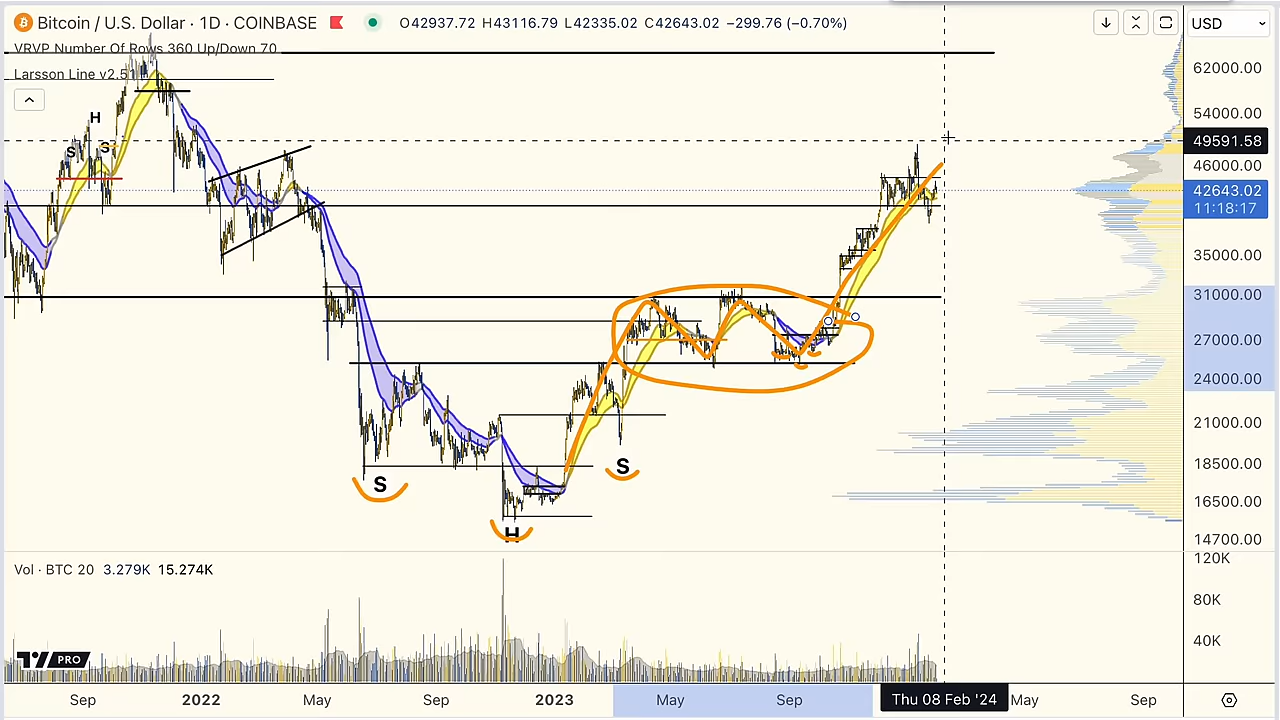 Bitcoin / U.S. Dollar · 1D · COINBASE O42937.72 H43116.79 L42335.02 C42643.02 −299.76 (−0.70%) USD
VRVP Number Of Rows 360 Up/Down 70
Larsson Line v2.51
62000.00
54000.00
49591.58
46000.00
42643.02
11:18:17
35000.00
31000.00
27000.00
24000.00
21000.00
18500.00
16500.00
14700.00
H
S S
S
H
S
Vol · BTC 20 3.279K 15.274K
120K
80K
40K
TV PRO
Sep 2022 May Sep 2023 May Sep Thu 08 Feb '24 May Sep